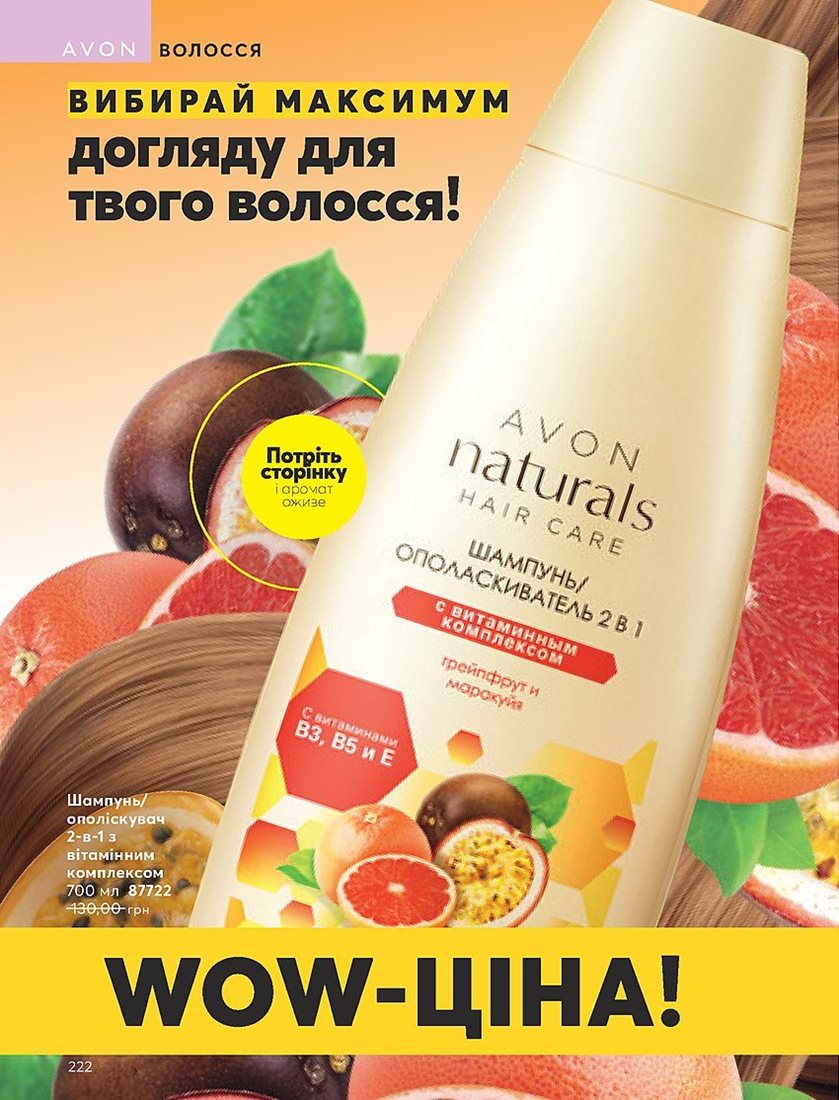 AVON ВОЛОССЯ
ВИБИРАЙ МАКСИМУМ
догляду для
твого волосся!
Потріть
сторінку
і аромат
оживе
AVON
naturals
HAIR CARE
ШАМПУНЬ/
ОПОЛАСКИВАТЕЛЬ 2 В 1
с витаминным
комплексом
грейпфрут и
маракуйя
С витаминами
В3, В5 и Е
Шампунь/
ополіскувач
2-в-1 з
вітамінним
комплексом
700 мл 87722
130,00 грн
WOW-ЦІНА!
222